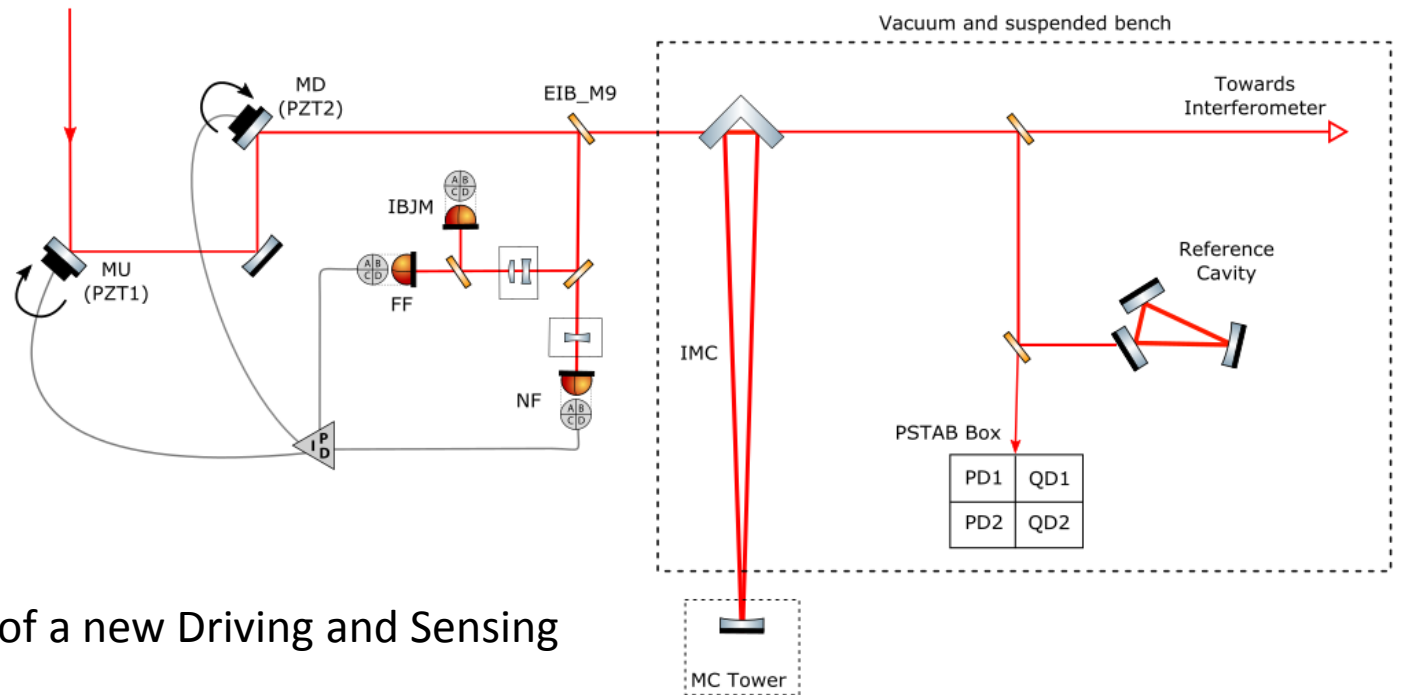 Vacuum and suspended bench
MD
(PZT2)
EIB_M9
Towards
Interferometer
A B
C D
IBJM
MU
(PZT1)
A B
C D
FF
Reference
Cavity
IMC
NF
A B
C D
P
I D
PSTAB Box
PD1 QD1
PD2 QD2
of a new Driving and Sensing
MC Tower